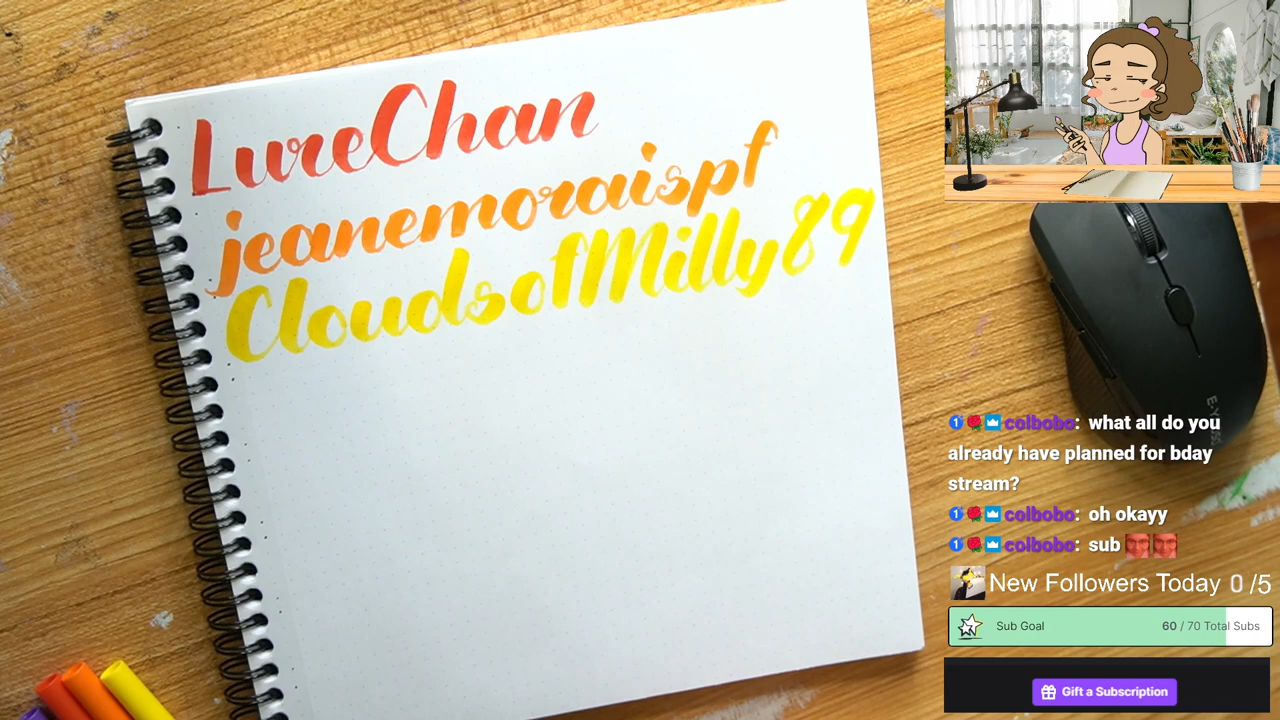 LureChan
jeanemoraispf
CloudsofMilly89
colbobo: what all do you
already have planned for bday
stream?
colbobo: oh okayy
colbobo: sub
New Followers Today 0 /5
Sub Goal
60 / 70 Total Subs
Gift a Subscription